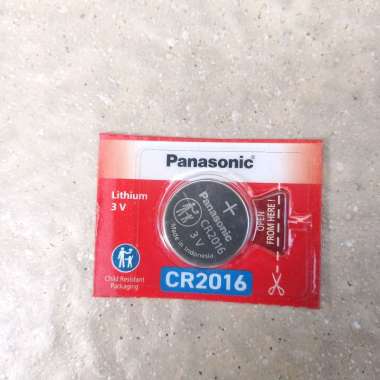 Panasonic
Lithium
3 V
+
Panasonic
CR2016
3 V
Made in Indonesia
OPEN
FROM HERE !
Child Resistant
Packaging
CR2016